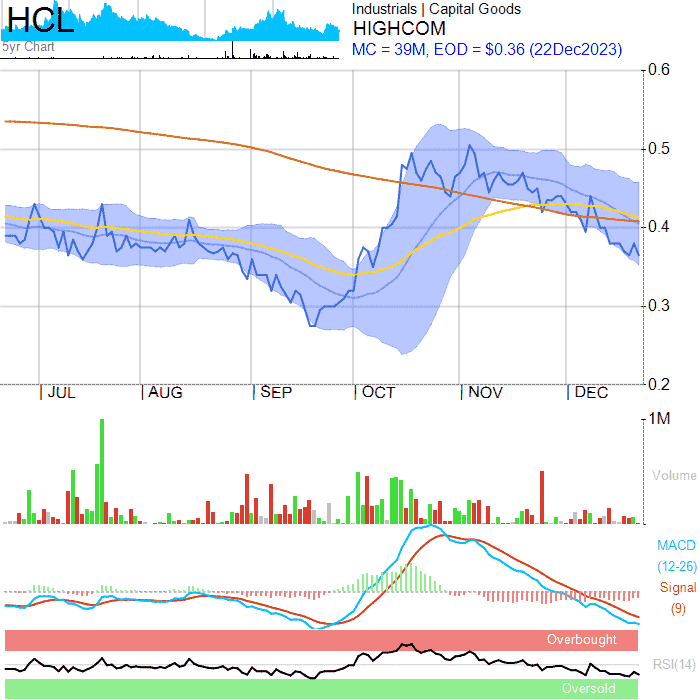 HCL
5yr Chart
Industrials | Capital Goods
HIGHCOM
MC = 39M, EOD = $0.36 (22Dec2023)
0.6
0.5
0.4
0.3
0.2
JUL AUG SEP OCT NOV DEC
1M
Volume
MACD
(12-26)
Signal
(9)
Overbought
RSI(14)
Oversold